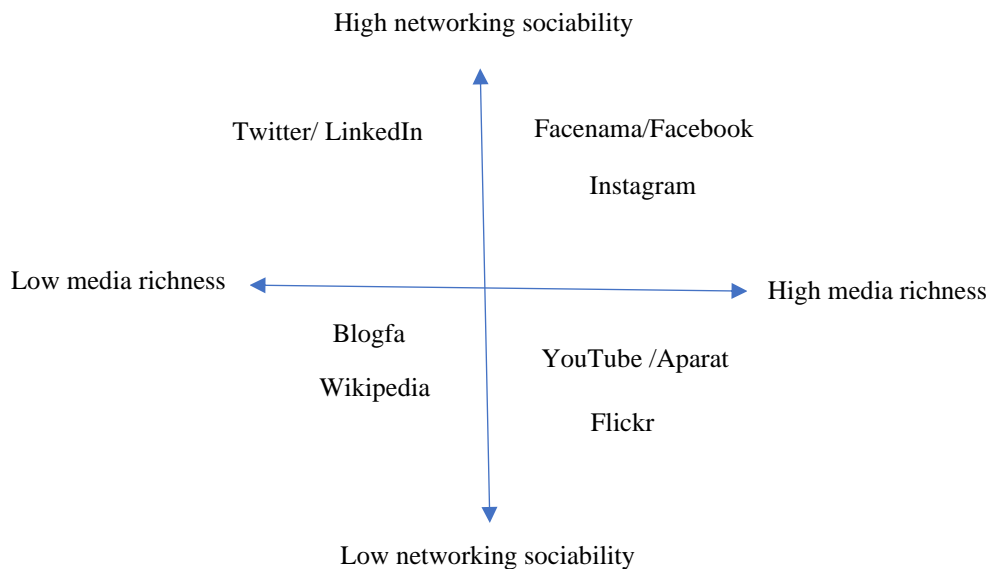 High networking sociability
Twitter/ LinkedIn
Facenama/Facebook
Instagram
Low media richness
High media richness
Blogfa
YouTube /Aparat
Wikipedia
Flickr
Low networking sociability